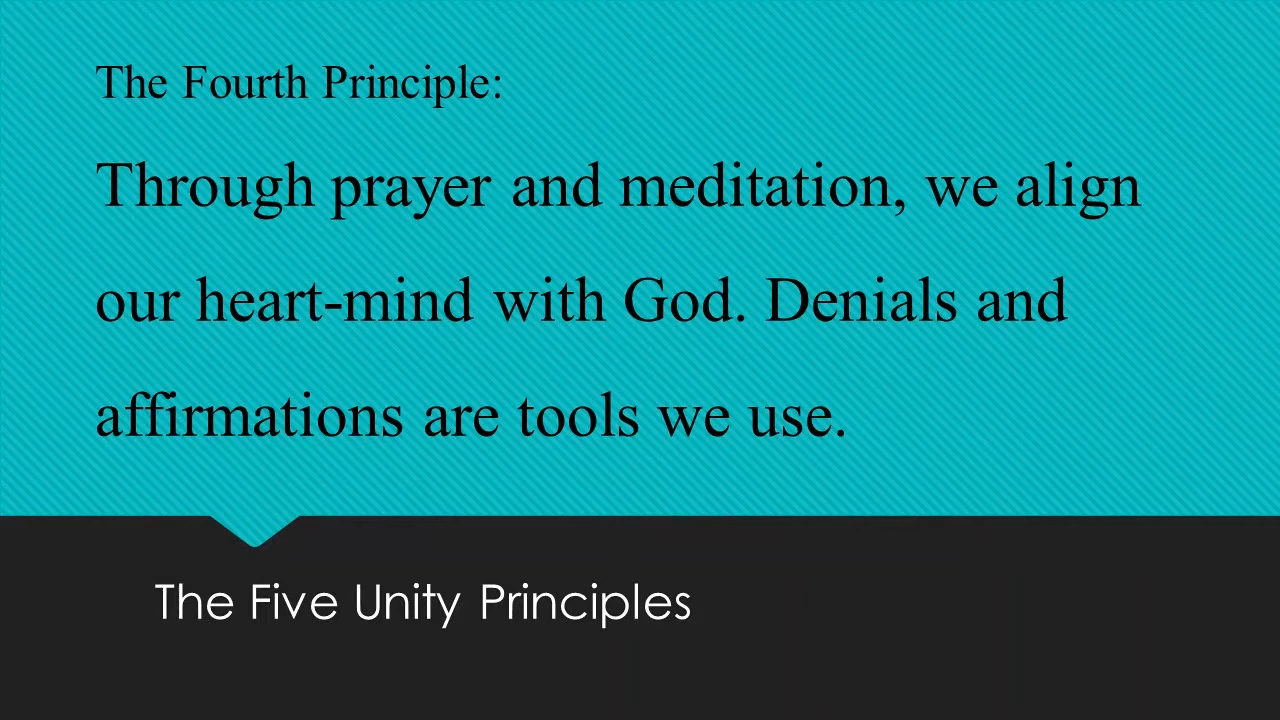 The Fourth Principle:
Through prayer and meditation, we align
our heart-mind with God. Denials and
affirmations are tools we use.
The Five Unity Principles